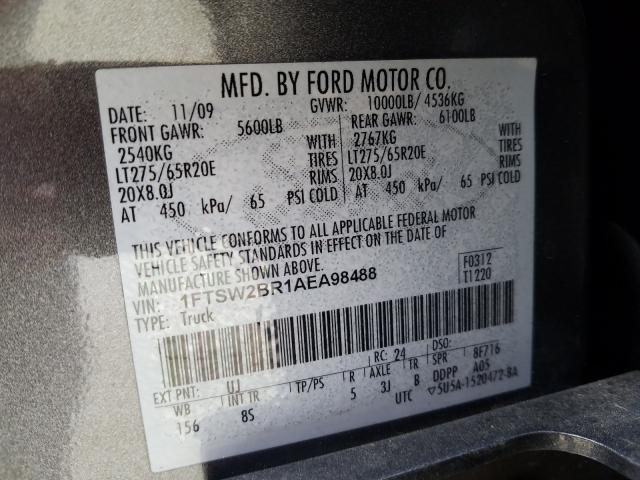 MFD. BY FORD MOTOR CO.
DATE: 11/09 GVWR: 10000LB/ 4536KG
FRONT GAWR: 5600LB REAR GAWR: 6100LB
2540KG WITH 2767KG WITH
LT275/65R20E TIRES LT275/65R20E TIRES
20X8.0J RIMS 20X8.0J RIMS
AT 450 kPa/ 65 PSI COLD AT 450 kPa/ 65 PSI COLD
THIS VEHICLE CONFORMS TO ALL APPLICABLE FEDERAL MOTOR
VEHICLE SAFETY STANDARDS IN EFFECT ON THE DATE OF
MANUFACTURE SHOWN ABOVE.
VIN: 1FTSW2BR1AEA98488 F0312
TYPE: Truck T1220
EXT PNT: UJ RC: 24 DSO:
WB INT TR TP/PS R AXLE TR SPR 8F716
156 8S 5 3J B DDPP A05
UTC ▽5U5A-1520472-BA